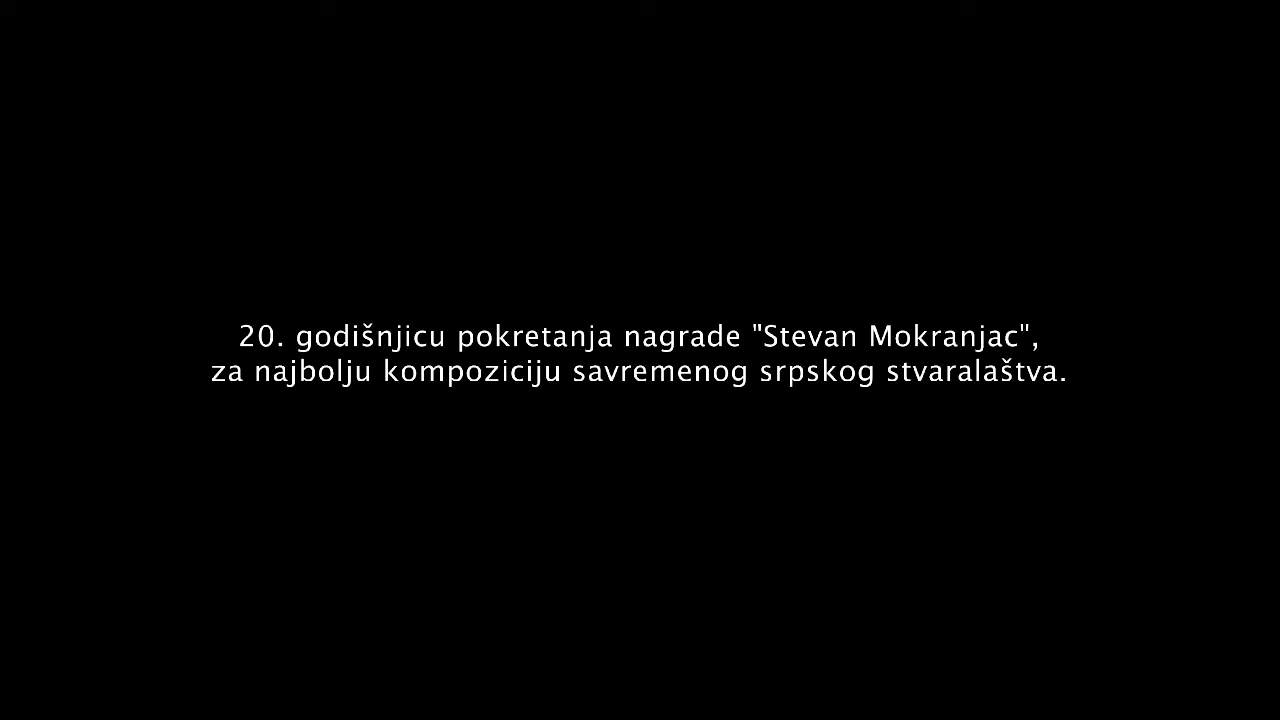 20. godišnjicu pokretanja nagrade "Stevan Mokranjac",
za najbolju kompoziciju savremenog srpskog stvaralaštva.